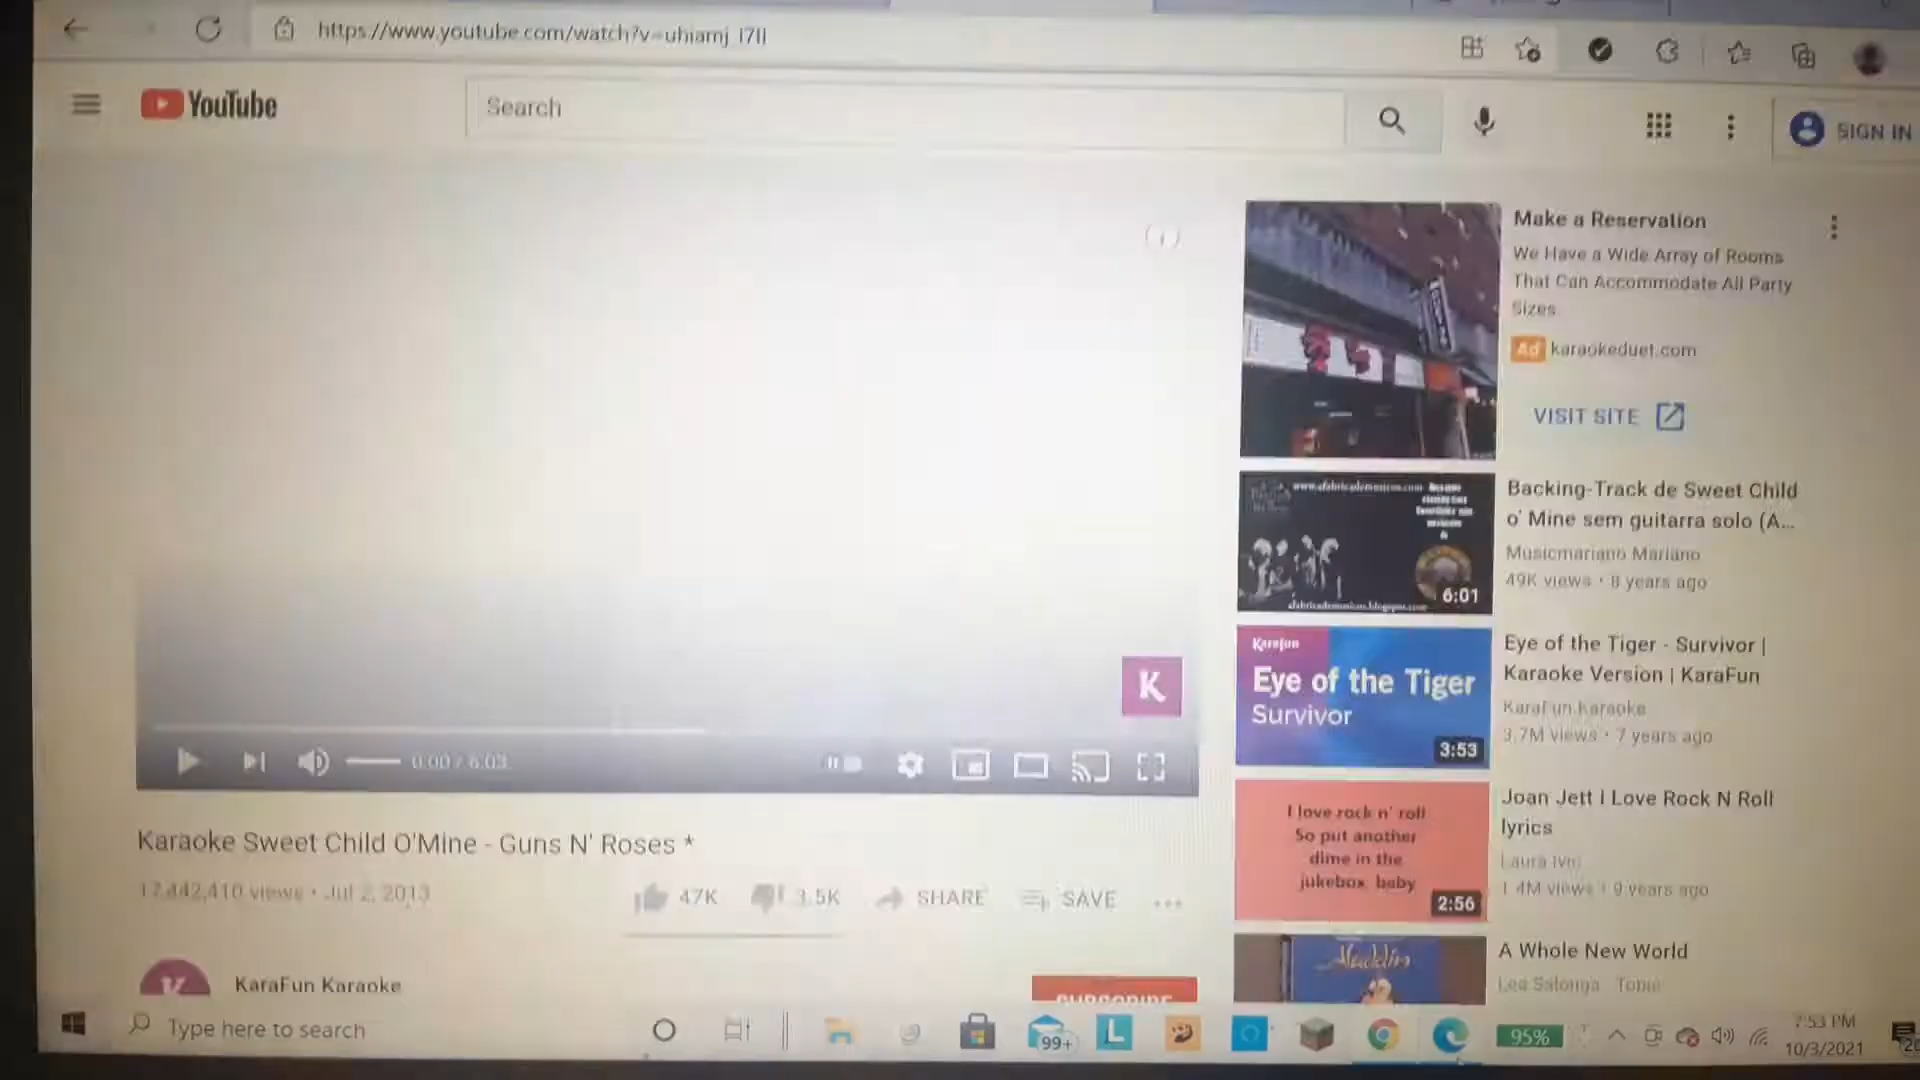 https://www.youtube.com/watch?v=uhiamj
YouTube
Search
SIGN IN
Make a Reservation
We Have a Wide Array of Rooms
That Can Accommodate All Party
Sizes
Ad karaokeduet.com
VISIT SITE
www.afabricademusicos.com
6:01
Backing-Track de Sweet Child
o' Mine sem guitarra solo (A...
Musicmariano Mariano
49K views • 8 years ago
Karafun
Eye of the Tiger
Survivor
3:53
Eye of the Tiger - Survivor |
Karaoke Version | KaraFun
KaraFun Karaoke
3.7M views • 7 years ago
K
0:00 / 6:03
I love rock n' roll
So put another
dime in the
jukebox, baby
2:56
Joan Jett I Love Rock N Roll
lyrics
1.4M views • 9 years ago
Karaoke Sweet Child O'Mine - Guns N' Roses *
17,442,410 views • Jul 2, 2013
47K
3.5K
SHARE
SAVE
Aladdin
A Whole New World
Lea Salonga - Topic
KaraFun Karaoke
SUBSCRIBE
Type here to search
99+
L
95%
7:53 PM
10/3/2021